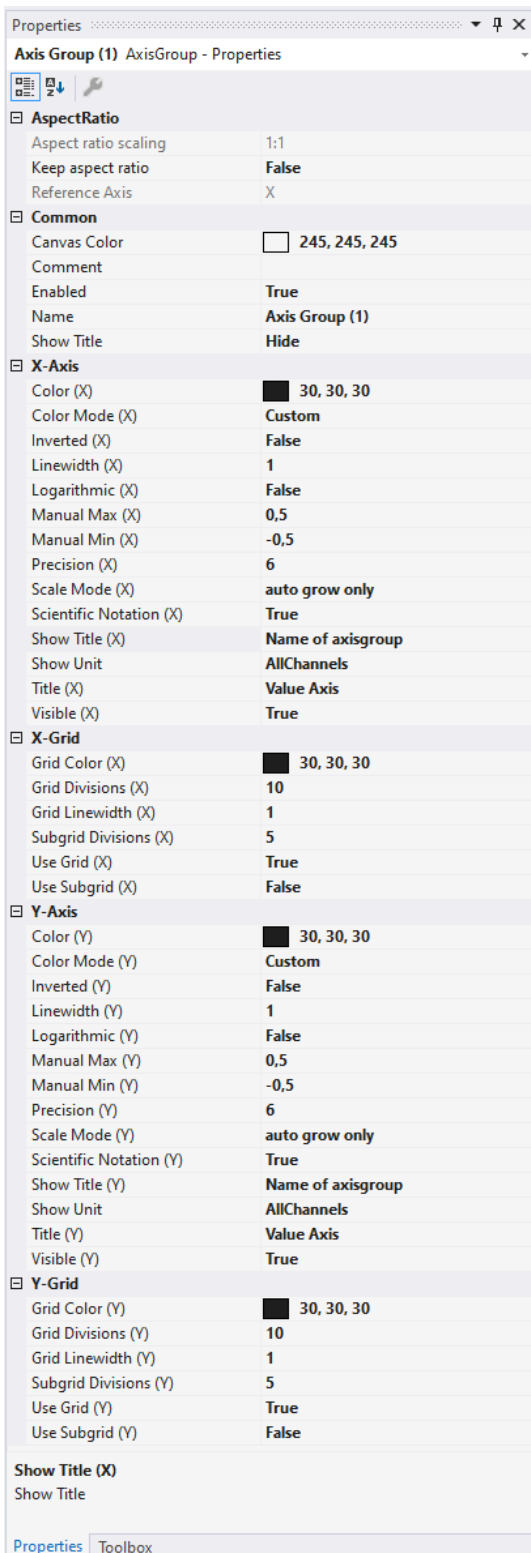 Properties
Axis Group (1) AxisGroup - Properties
AspectRatio
Aspect ratio scaling 1:1
Keep aspect ratio False
Reference Axis X
Common
Canvas Color 245, 245, 245
Comment
Enabled True
Name Axis Group (1)
Show Title Hide
X-Axis
Color (X) 30, 30, 30
Color Mode (X) Custom
Inverted (X) False
Linewidth (X) 1
Logarithmic (X) False
Manual Max (X) 0,5
Manual Min (X) -0,5
Precision (X) 6
Scale Mode (X) auto grow only
Scientific Notation (X) True
Show Title (X) Name of axisgroup
Show Unit AllChannels
Title (X) Value Axis
Visible (X) True
X-Grid
Grid Color (X) 30, 30, 30
Grid Divisions (X) 10
Grid Linewidth (X) 1
Subgrid Divisions (X) 5
Use Grid (X) True
Use Subgrid (X) False
Y-Axis
Color (Y) 30, 30, 30
Color Mode (Y) Custom
Inverted (Y) False
Linewidth (Y) 1
Logarithmic (Y) False
Manual Max (Y) 0,5
Manual Min (Y) -0,5
Precision (Y) 6
Scale Mode (Y) auto grow only
Scientific Notation (Y) True
Show Title (Y) Name of axisgroup
Show Unit AllChannels
Title (Y) Value Axis
Visible (Y) True
Y-Grid
Grid Color (Y) 30, 30, 30
Grid Divisions (Y) 10
Grid Linewidth (Y) 1
Subgrid Divisions (Y) 5
Use Grid (Y) True
Use Subgrid (Y) False
Show Title (X)
Show Title
Properties Toolbox